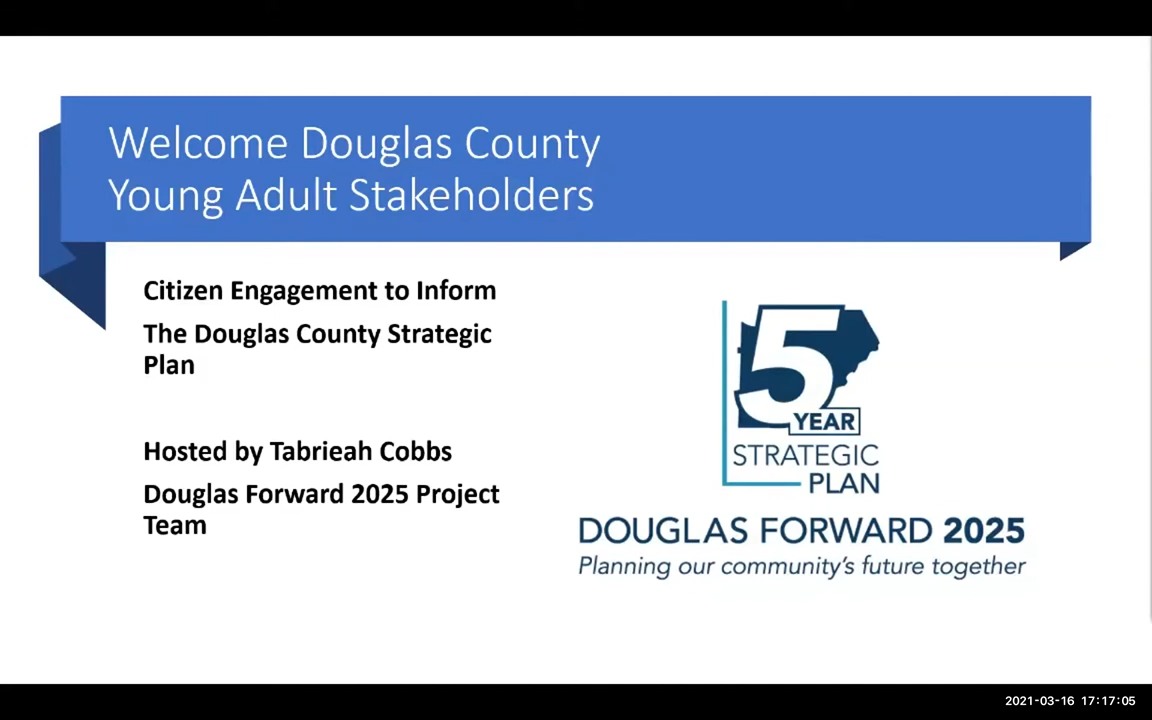 Welcome Douglas County
Young Adult Stakeholders
Citizen Engagement to Inform
The Douglas County Strategic
Plan
Hosted by Tabrieah Cobbs
Douglas Forward 2025 Project
Team
5
YEAR
STRATEGIC
PLAN
DOUGLAS FORWARD 2025
Planning our community's future together
2021-03-16 17:17:05